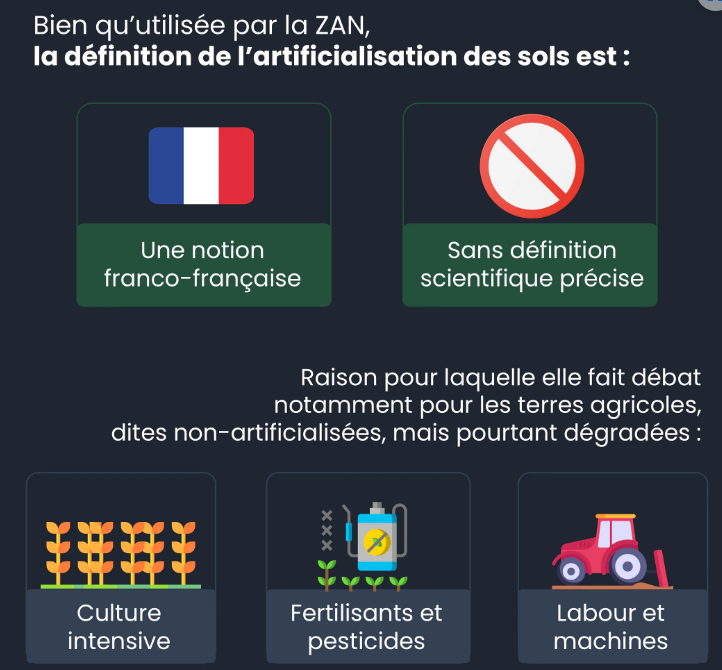 Bien qu’utilisée par la ZAN,
la définition de l’artificialisation des sols est :
Une notion
franco-française
Sans définition
scientifique précise
Raison pour laquelle elle fait débat
notamment pour les terres agricoles,
dites non-artificialisées, mais pourtant dégradées :
Culture
intensive
Fertilisants et
pesticides
Labour et
machines